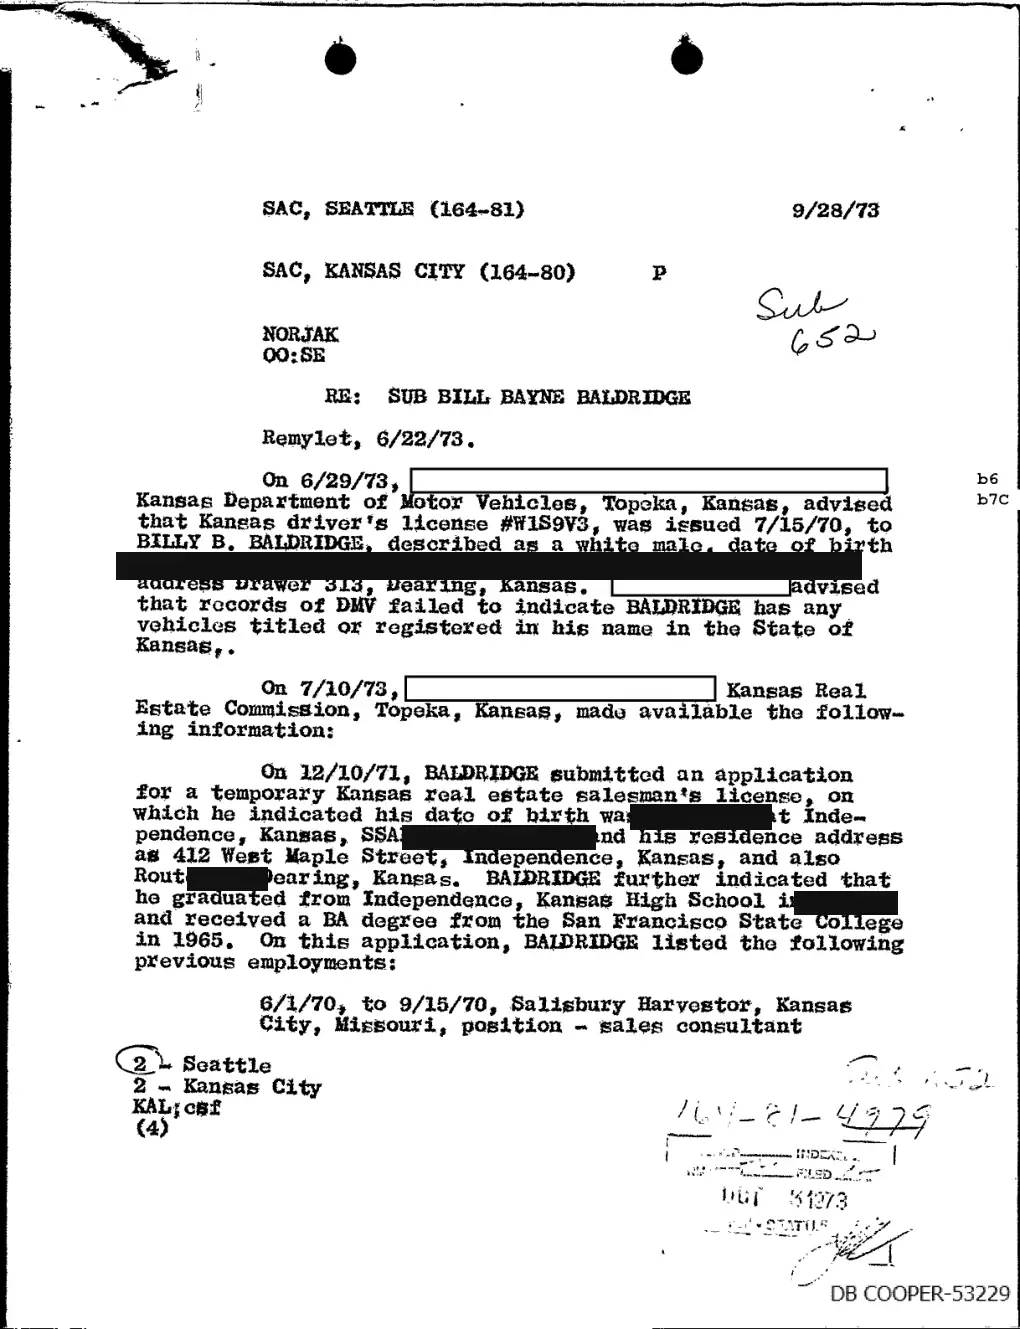 SAC, SEATTLE (164-81) 9/28/73
SAC, KANSAS CITY (164-80) P
Sub
652
NORJAK
OO:SE
RE: SUB BILL BAYNE BALDRIDGE
Remylet, 6/22/73.
On 6/29/73,
b6
Kansas Department of Motor Vehicles, Topeka, Kansas, advised
b7C
that Kansas driver's license #W1S9V3, was issued 7/15/70, to
BILLY B. BALDRIDGE, described as a white male, date of birth
address Drawer 313, Dearing, Kansas. advised
that records of DMV failed to indicate BALDRIDGE has any
vehicles titled or registered in his name in the State of
Kansas,.
On 7/10/73, Kansas Real
Estate Commission, Topeka, Kansas, made available the follow-
ing information:
On 12/10/71, BALDRIDGE submitted an application
for a temporary Kansas real estate salesman's license, on
which he indicated his date of birth was t Inde-
pendence, Kansas, SSA nd his residence address
as 412 West Maple Street, Independence, Kansas, and also
Rout earing, Kansas. BALDRIDGE further indicated that
he graduated from Independence, Kansas High School i
and received a BA degree from the San Francisco State College
in 1965. On this application, BALDRIDGE listed the following
previous employments:
6/1/70, to 9/15/70, Salisbury Harvestor, Kansas
City, Missouri, position - sales consultant
2 - Seattle
2 - Kansas City
KAL;csf
(4)
Sub 652
164-81-4979
INDEXED
FILED
OCT 3 1973
DB COOPER-53229